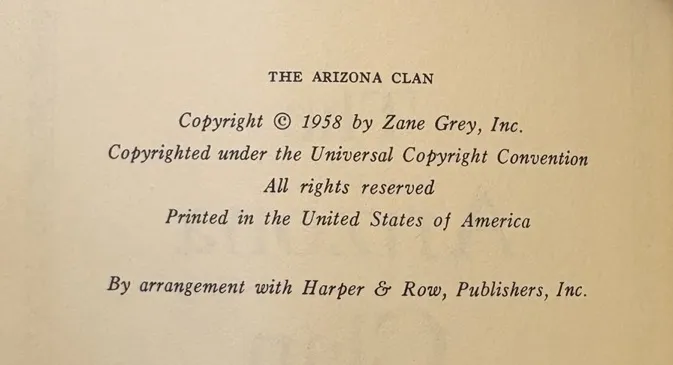 THE ARIZONA CLAN
Copyright © 1958 by Zane Grey, Inc.
Copyrighted under the Universal Copyright Convention
All rights reserved
Printed in the United States of America
By arrangement with Harper & Row, Publishers, Inc.